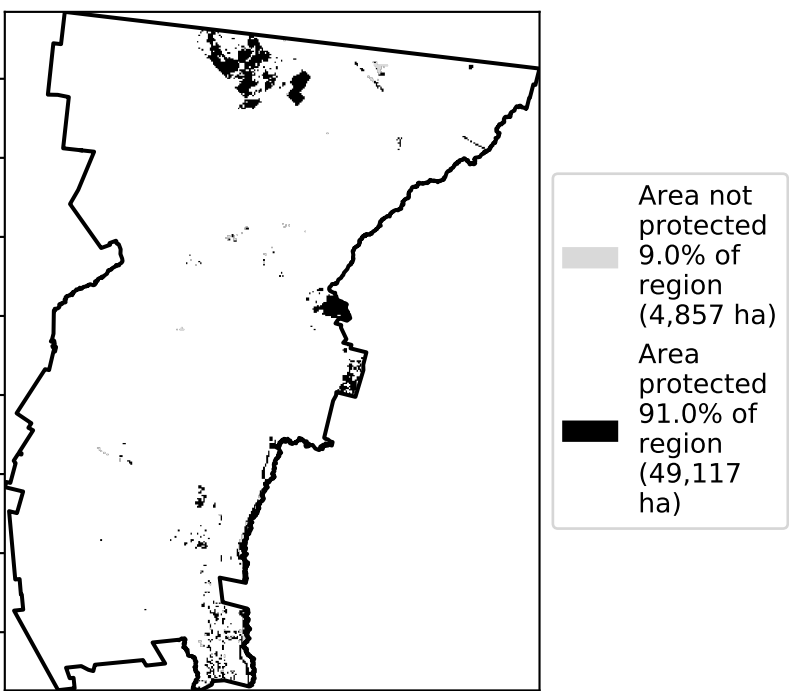 Area not
protected
9.0% of
region
(4,857 ha)
Area
protected
91.0% of
region
(49,117
ha)